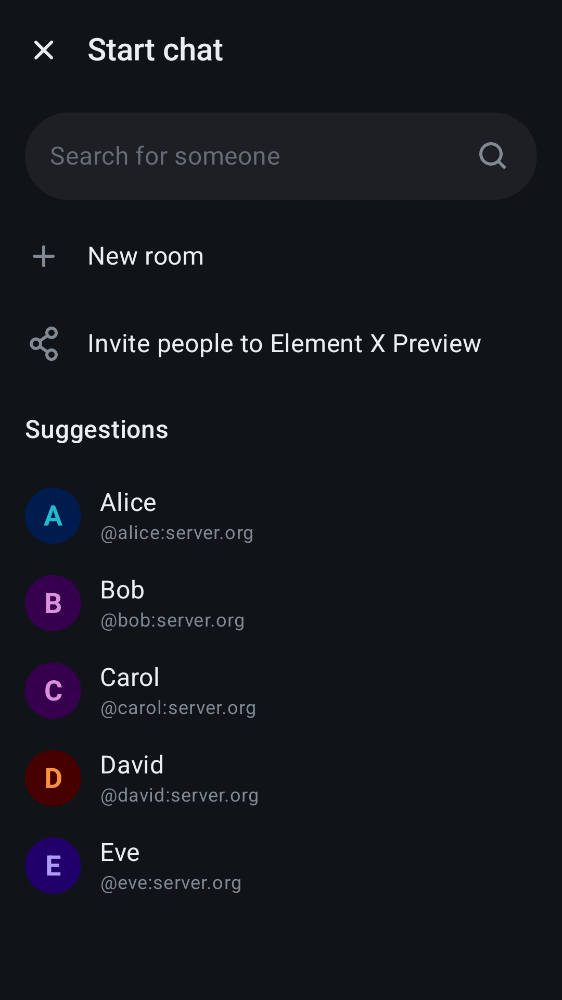 Start chat
Search for someone
New room
Invite people to Element X Preview
Suggestions
A
Alice
@alice:server.org
B
Bob
@bob:server.org
C
Carol
@carol:server.org
D
David
@david:server.org
E
Eve
@eve:server.org